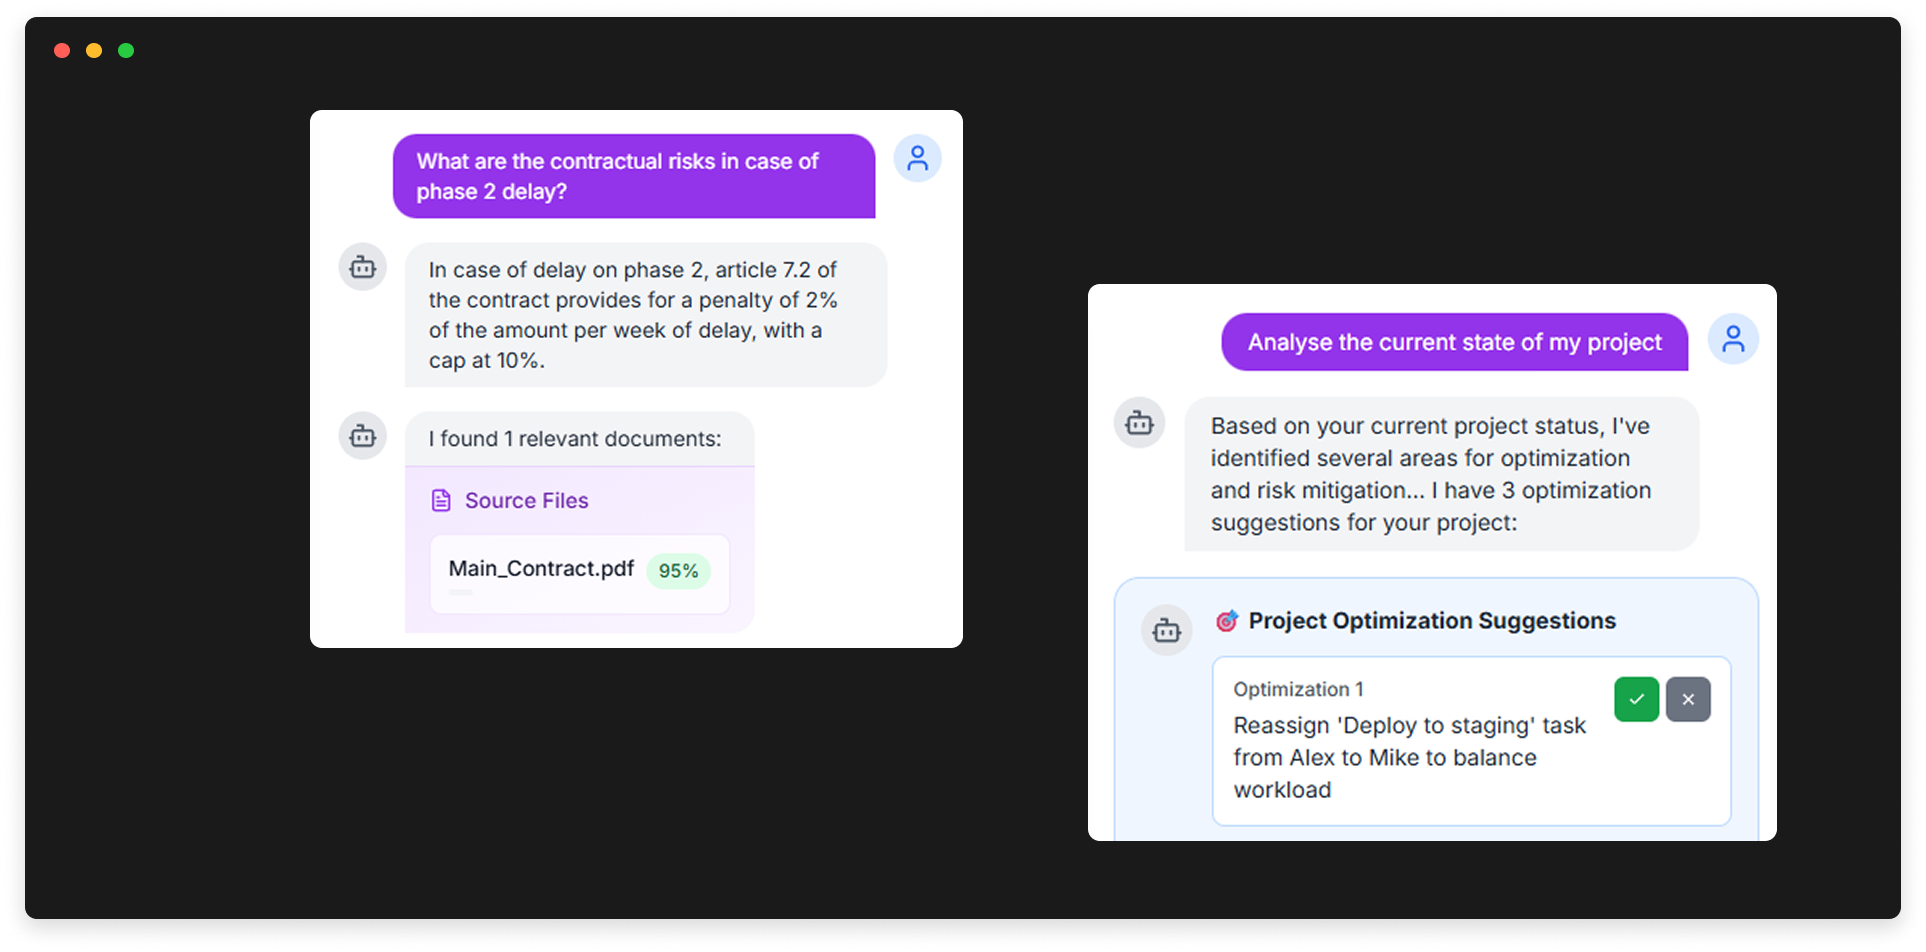 What are the contractual risks in case of
phase 2 delay?
In case of delay on phase 2, article 7.2 of
the contract provides for a penalty of 2%
of the amount per week of delay, with a
cap at 10%.
I found 1 relevant documents:
Source Files
Main_Contract.pdf 95%
Analyse the current state of my project
Based on your current project status, I've
identified several areas for optimization
and risk mitigation... I have 3 optimization
suggestions for your project:
Project Optimization Suggestions
Optimization 1
Reassign 'Deploy to staging' task
from Alex to Mike to balance
workload